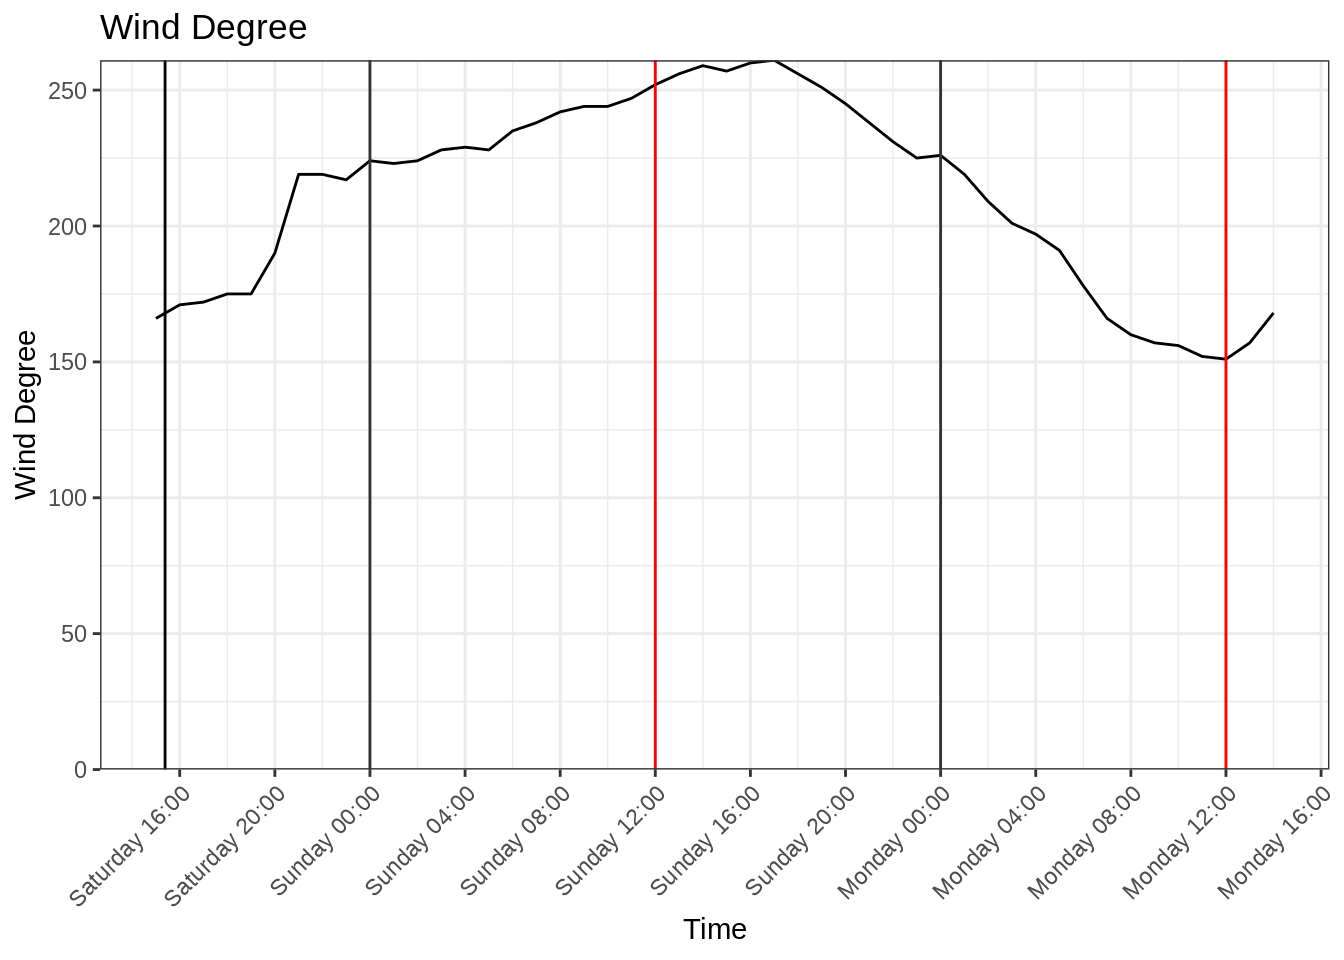 Wind Degree
Wind Degree
250
200
150
100
50
0
Saturday 16:00
Saturday 20:00
Sunday 00:00
Sunday 04:00
Sunday 08:00
Sunday 12:00
Sunday 16:00
Sunday 20:00
Monday 00:00
Monday 04:00
Monday 08:00
Monday 12:00
Monday 16:00
Time